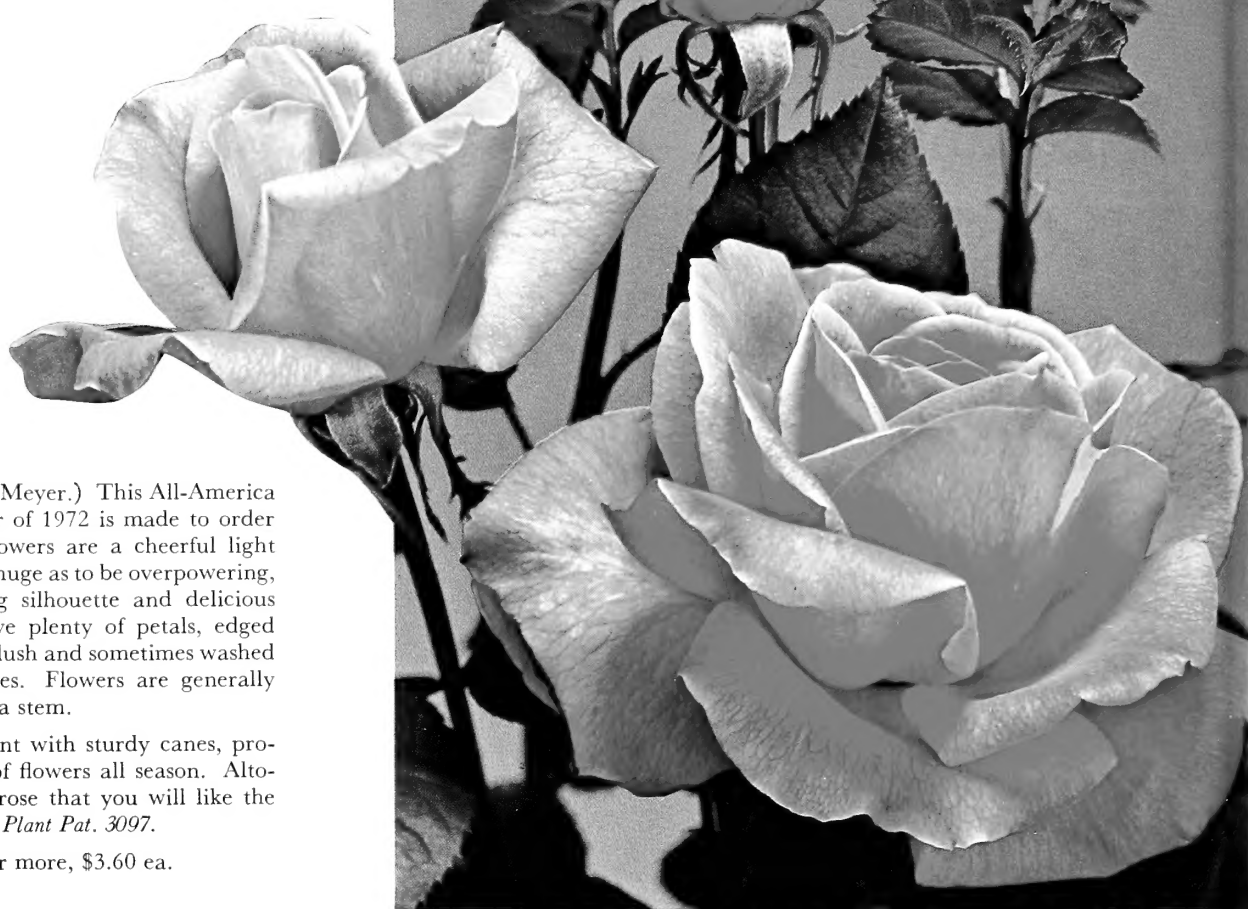 Meyer.) This All-America
r of 1972 is made to order
owers are a cheerful light
huge as to be overpowering,
g silhouette and delicious
ve plenty of petals, edged
lush and sometimes washed
es. Flowers are generally
a stem.
nt with sturdy canes, pro-
of flowers all season. Alto-
rose that you will like the
Plant Pat. 3097.
r more, $3.60 ea.